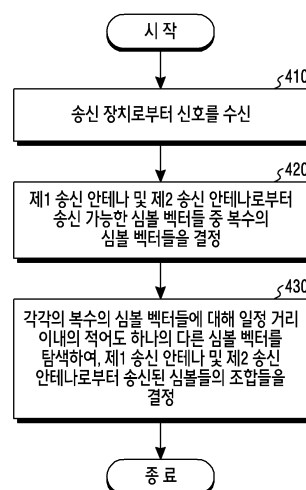 시 작
410
송신 장치로부터 신호를 수신
420
제1 송신 안테나 및 제2 송신 안테나로부터
송신 가능한 심볼 벡터들 중 복수의
심볼 벡터들을 결정
430
각각의 복수의 심볼 벡터들에 대해 일정 거리
이내의 적어도 하나의 다른 심볼 벡터를
탐색하여, 제1 송신 안테나 및 제2 송신
안테나로부터 송신된 심볼들의 조합들을
결정
종 료